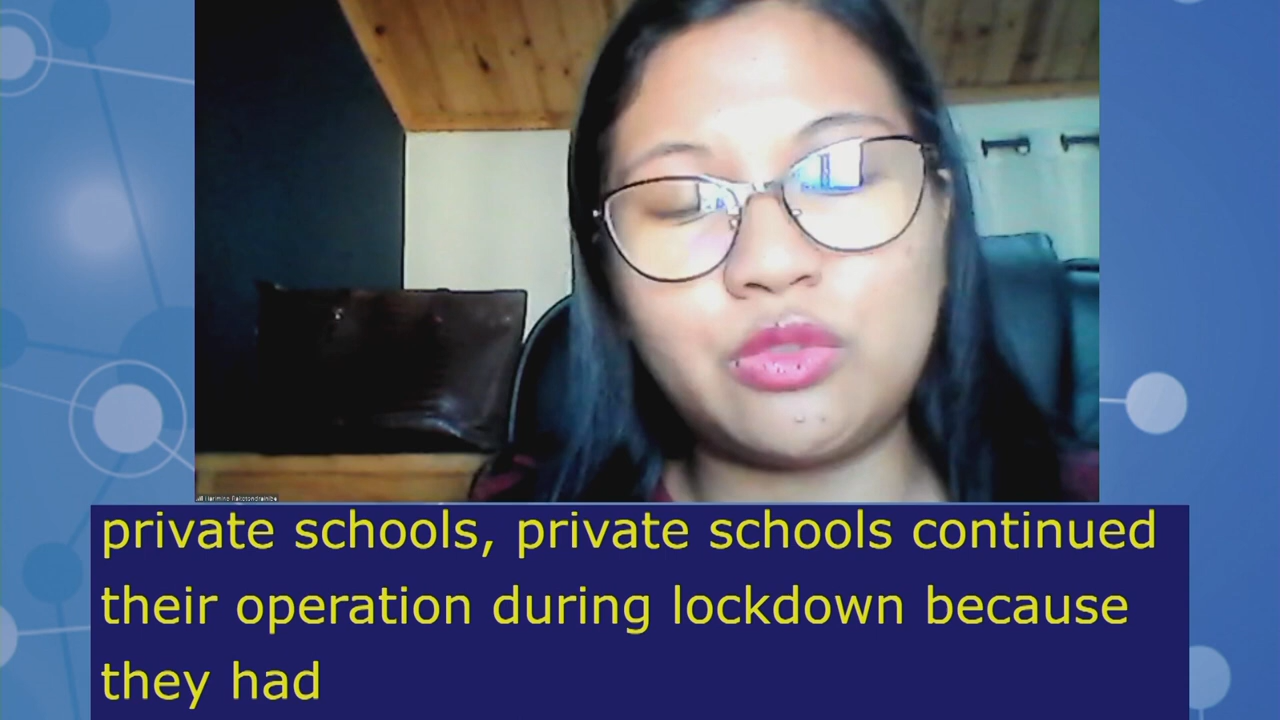 private schools, private schools continued
their operation during lockdown because
they had